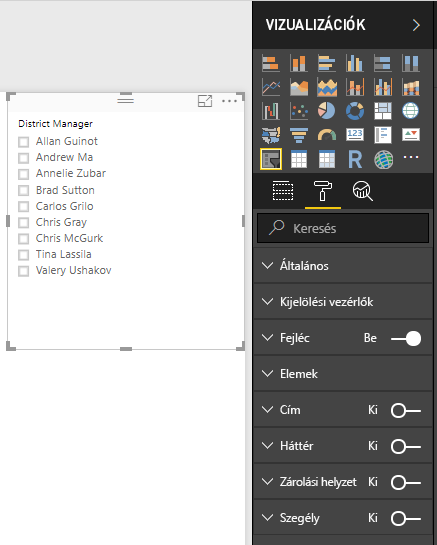 VIZUALIZÁCIÓK
District Manager
Allan Guinot
Andrew Ma
Annelie Zubar
Brad Sutton
Carlos Grilo
Chris Gray
Chris McGurk
Tina Lassila
Valery Ushakov
123
R
Keresés
Általános
Kijelölési vezérlők
Fejléc Be
Elemek
Cím Ki
Háttér Ki
Zárolási helyzet Ki
Szegély Ki